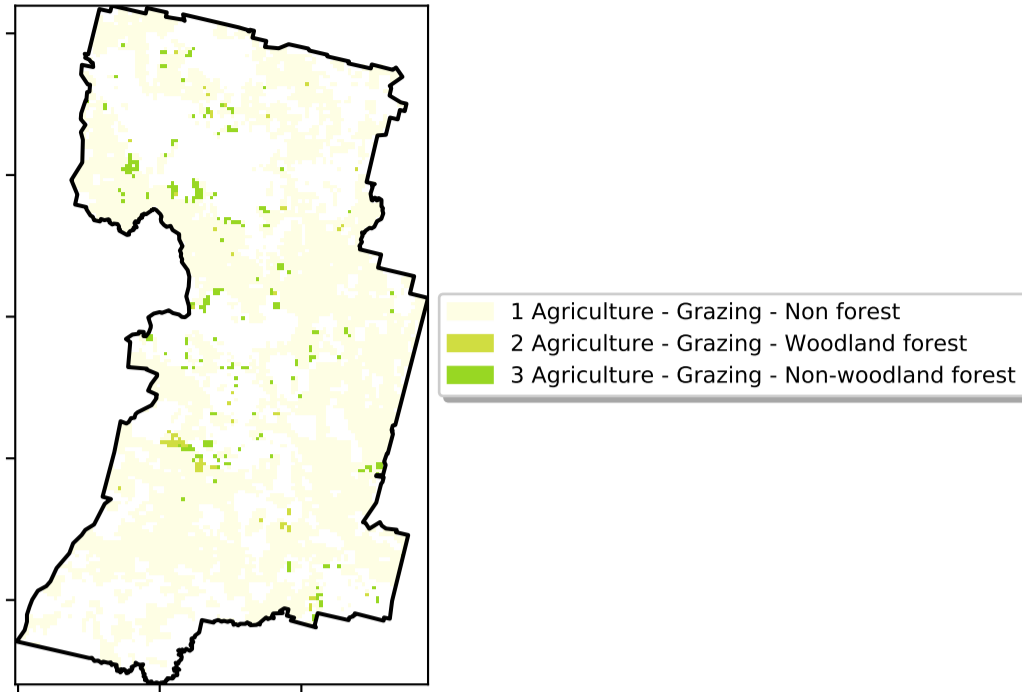 1 Agriculture - Grazing - Non forest
2 Agriculture - Grazing - Woodland forest
3 Agriculture - Grazing - Non-woodland forest